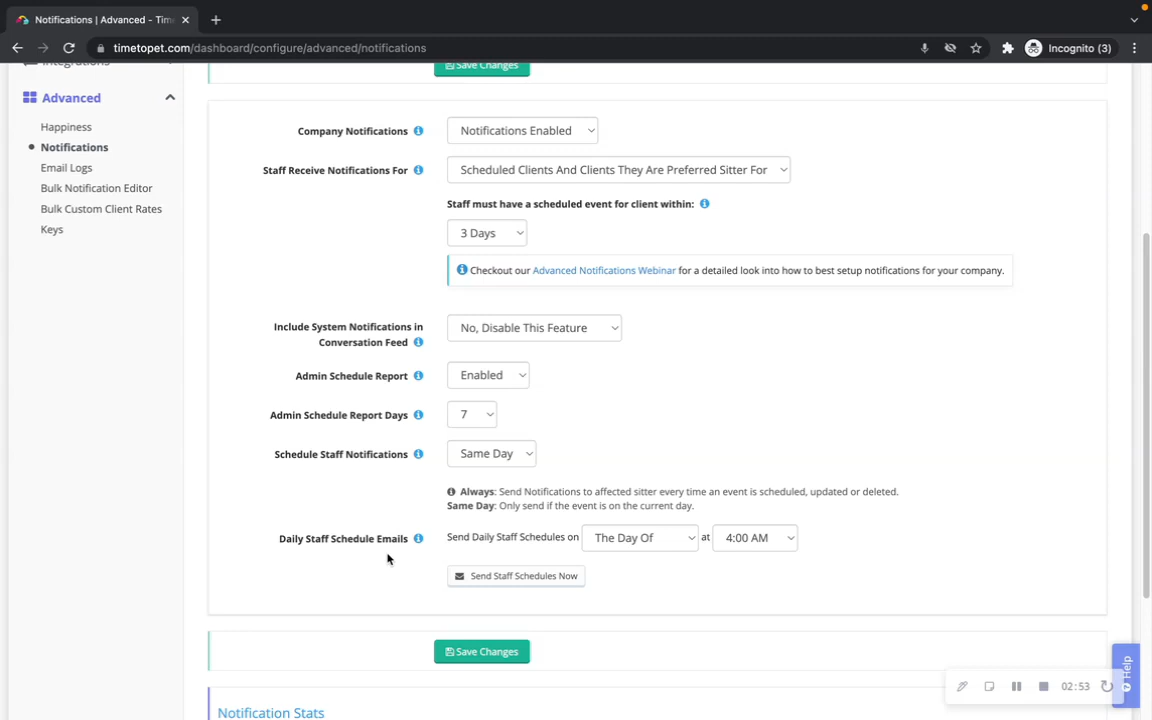 Notifications | Advanced - Time
timetopet.com/dashboard/configure/advanced/notifications
Incognito (3)
Integrations
Save Changes
Advanced
Happiness
Notifications
Email Logs
Bulk Notification Editor
Bulk Custom Client Rates
Keys
Company Notifications
Notifications Enabled
Staff Receive Notifications For
Scheduled Clients And Clients They Are Preferred Sitter For
Staff must have a scheduled event for client within:
3 Days
Checkout our Advanced Notifications Webinar for a detailed look into how to best setup notifications for your company.
Include System Notifications in
Conversation Feed
No, Disable This Feature
Admin Schedule Report
Enabled
Admin Schedule Report Days
7
Schedule Staff Notifications
Same Day
Always: Send Notifications to affected sitter every time an event is scheduled, updated or deleted.
Same Day: Only send if the event is on the current day.
Daily Staff Schedule Emails
Send Daily Staff Schedules on
The Day Of
at
4:00 AM
Send Staff Schedules Now
Save Changes
Notification Stats
02:53
Help